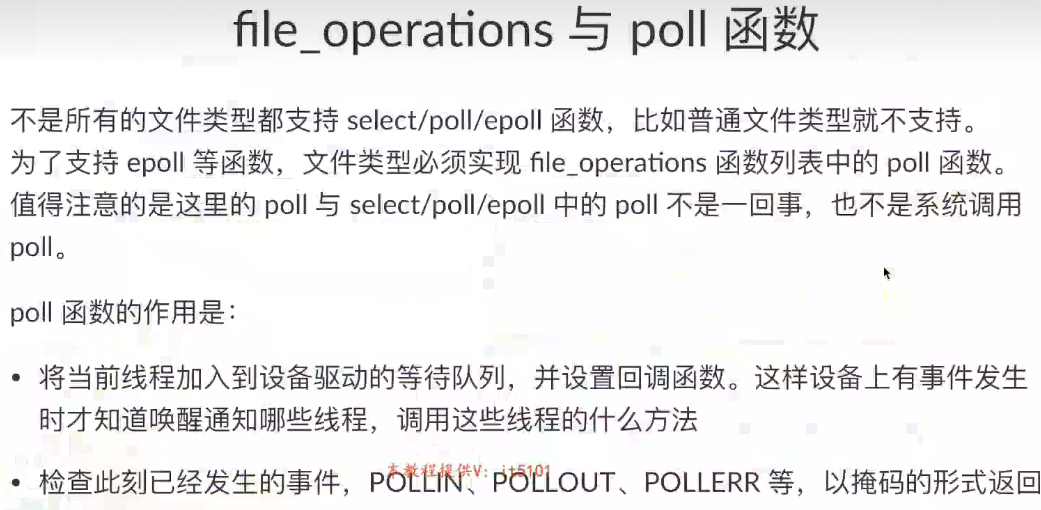 file_operations 与 poll 函数
不是所有的文件类型都支持 select/poll/epoll 函数，比如普通文件类型就不支持。
为了支持 epoll 等函数，文件类型必须实现 file_operations 函数列表中的 poll 函数。
值得注意的是这里的 poll 与 select/poll/epoll 中的 poll 不是一回事，也不是系统调用
poll。
poll 函数的作用是：
• 将当前线程加入到设备驱动的等待队列，并设置回调函数。这样设备上有事件发生
时才知道唤醒通知哪些线程，调用这些线程的什么方法
本教程提供V：it5101
• 检查此刻已经发生的事件，POLLIN、POLLOUT、POLLERR 等，以掩码的形式返回